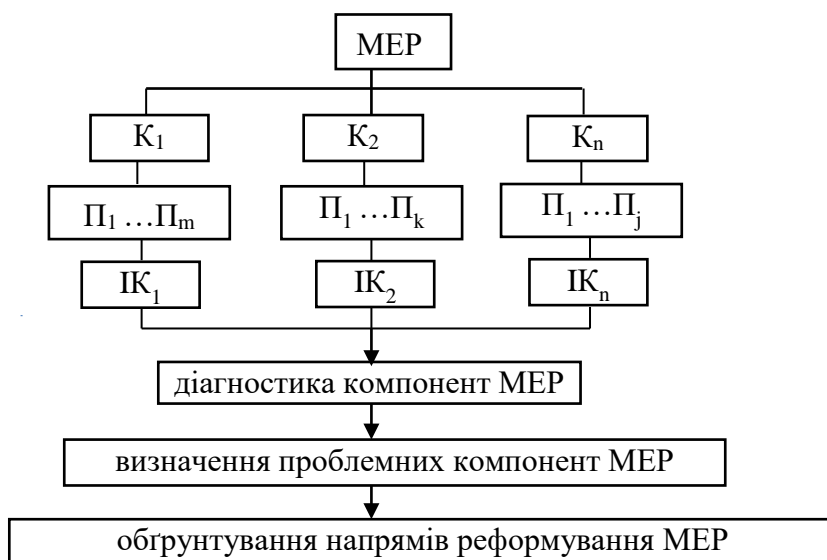 МЕР
К₁ К₂ Кₙ
П₁ …Пₘ П₁ …Пₖ П₁ …Пⱼ
ІК₁ ІК₂ ІКₙ
діагностика компонент МЕР
визначення проблемних компонент МЕР
обґрунтування напрямів реформування МЕР